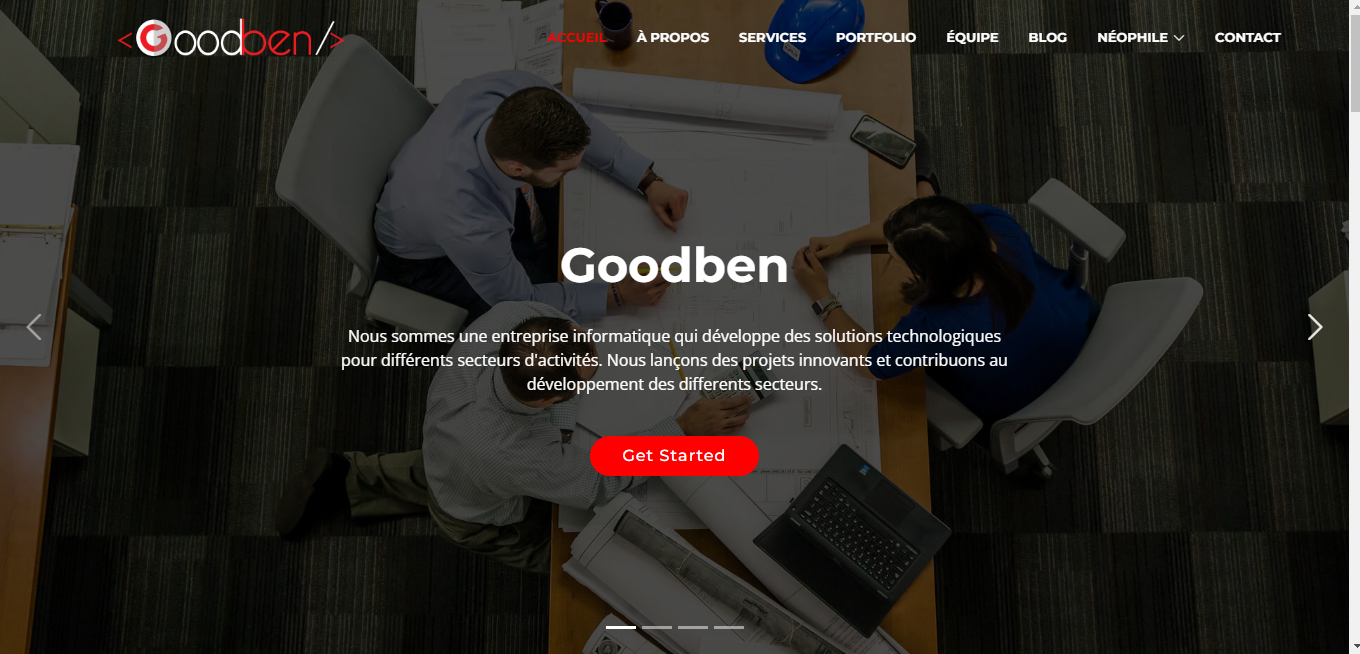 <Goodben/>
ACCUEIL À PROPOS SERVICES PORTFOLIO ÉQUIPE BLOG NÉOPHILE CONTACT
Goodben
Nous sommes une entreprise informatique qui développe des solutions technologiques
pour différents secteurs d'activités. Nous lançons des projets innovants et contribuons au
développement des differents secteurs.
Get Started